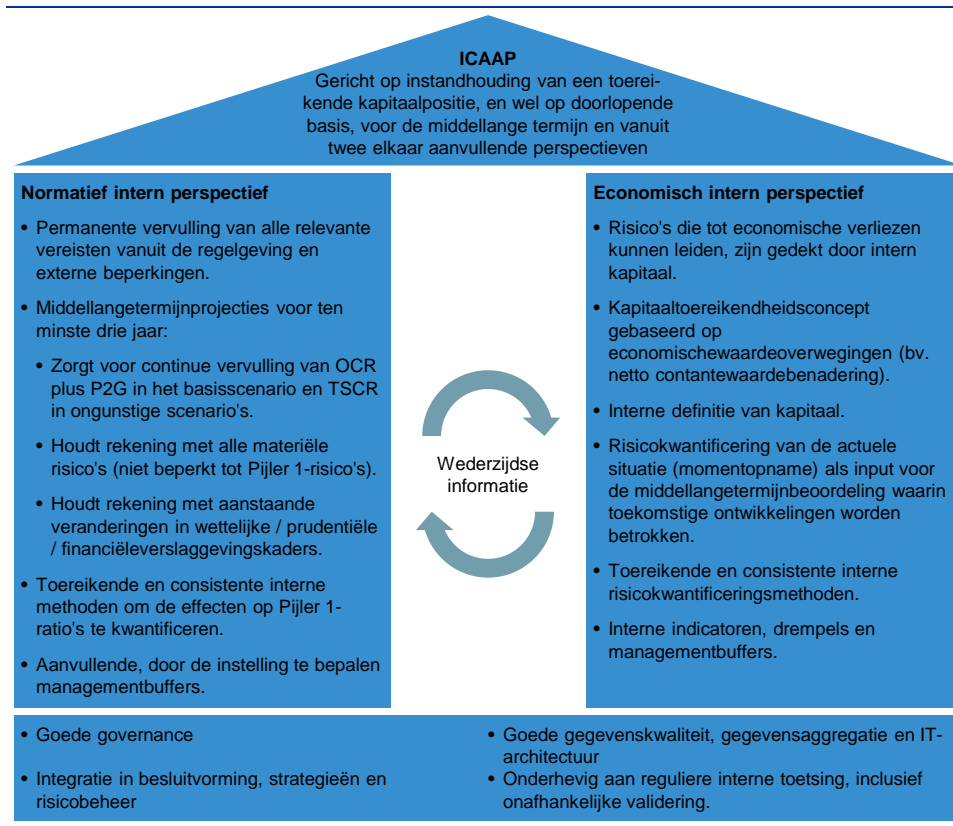 ICAAP
Gericht op instandhouding van een toerei-
kende kapitaalpositie, en wel op doorlopende
basis, voor de middellange termijn en vanuit
twee elkaar aanvullende perspectieven
Normatief intern perspectief
• Permanente vervulling van alle relevante
vereisten vanuit de regelgeving en
externe beperkingen.
• Middellangetermijnprojecties voor ten
minste drie jaar:
• Zorgt voor continue vervulling van OCR
plus P2G in het basisscenario en TSCR
in ongunstige scenario's.
• Houdt rekening met alle materiële
risico's (niet beperkt tot Pijler 1-risico's).
• Houdt rekening met aanstaande
veranderingen in wettelijke / prudentiële
/ financiëleverslaggevingskaders.
• Toereikende en consistente interne
methoden om de effecten op Pijler 1-
ratio's te kwantificeren.
• Aanvullende, door de instelling te bepalen
managementbuffers.
Wederzijdse
informatie
Economisch intern perspectief
• Risico's die tot economische verliezen
kunnen leiden, zijn gedekt door intern
kapitaal.
• Kapitaaltoereikendheidsconcept
gebaseerd op
economischewaardeoverwegingen (bv.
netto contantewaardebenadering).
• Interne definitie van kapitaal.
• Risicokwantificering van de actuele
situatie (momentopname) als input voor
de middellangetermijnbeoordeling waarin
toekomstige ontwikkelingen worden
betrokken.
• Toereikende en consistente interne
risicokwantificeringsmethoden.
• Interne indicatoren, drempels en
managementbuffers.
• Goede governance
• Integratie in besluitvorming, strategieën en
risicobeheer
• Goede gegevenskwaliteit, gegevensaggregatie en IT-
architectuur
• Onderhevig aan reguliere interne toetsing, inclusief
onafhankelijke validering.